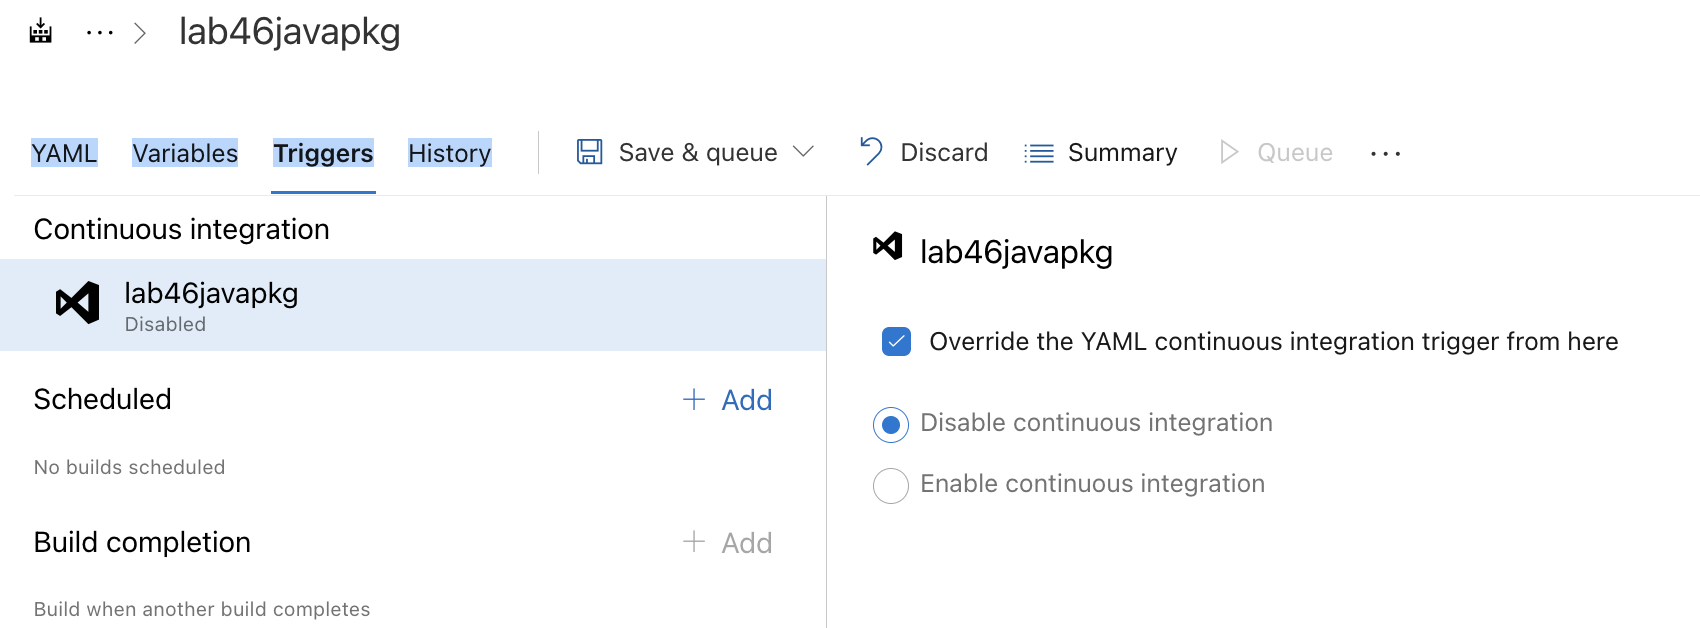 ... > lab46javapkg
YAML Variables Triggers History Save & queue Discard Summary Queue ...
Continuous integration
lab46javapkg
Disabled
Scheduled
+ Add
No builds scheduled
Build completion
+ Add
Build when another build completes
lab46javapkg
Override the YAML continuous integration trigger from here
Disable continuous integration
Enable continuous integration